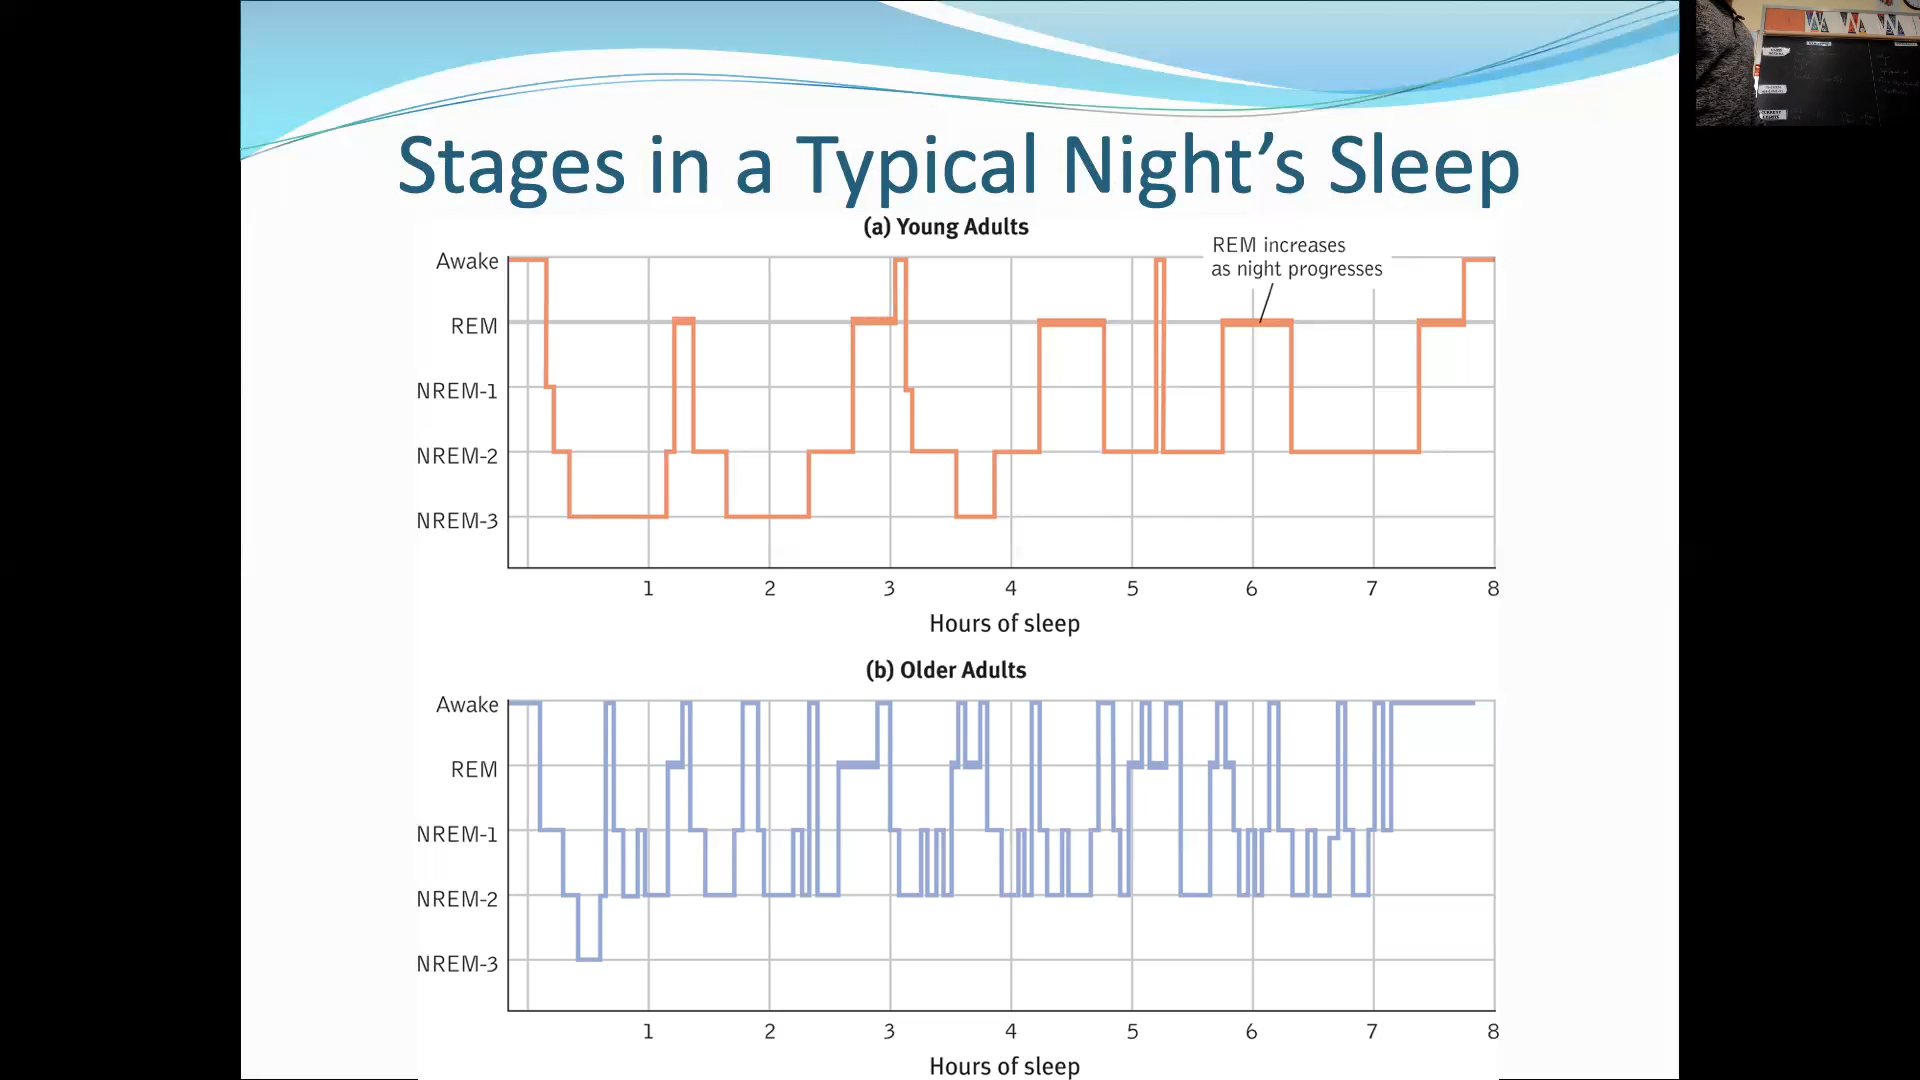 Stages in a Typical Night's Sleep
(a) Young Adults
REM increases
as night progresses
Awake
REM
NREM-1
NREM-2
NREM-3
1 2 3 4 5 6 7 8
Hours of sleep
(b) Older Adults
Awake
REM
NREM-1
NREM-2
NREM-3
1 2 3 4 5 6 7 8
Hours of sleep